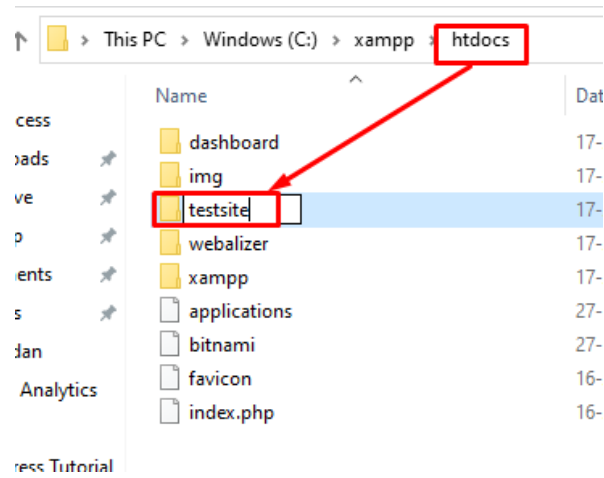 This PC > Windows (C:) > xampp > htdocs
Name Dat
cess
dashboard 17-
oads
img 17-
ve
testsite 17-
p
webalizer 17-
ents
xampp 17-
s
applications 27-
dan
bitnami 27-
Analytics
favicon 16-
index.php 16-
ress Tutorial